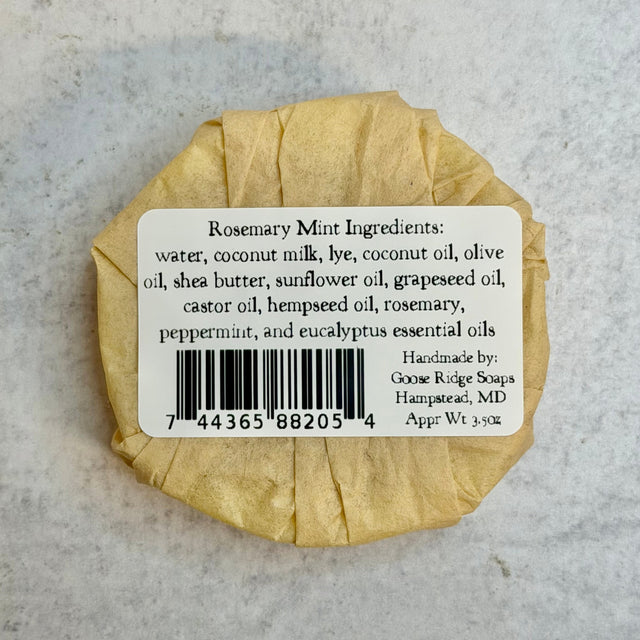 Rosemary Mint Ingredients:
water, coconut milk, lye, coconut oil, olive
oil, shea butter, sunflower oil, grapeseed oil,
castor oil, hempseed oil, rosemary,
peppermint, and eucalyptus essential oils
7 44365 88205 4
Handmade by:
Goose Ridge Soaps
Hampstead, MD
Appr Wt 3.5oz